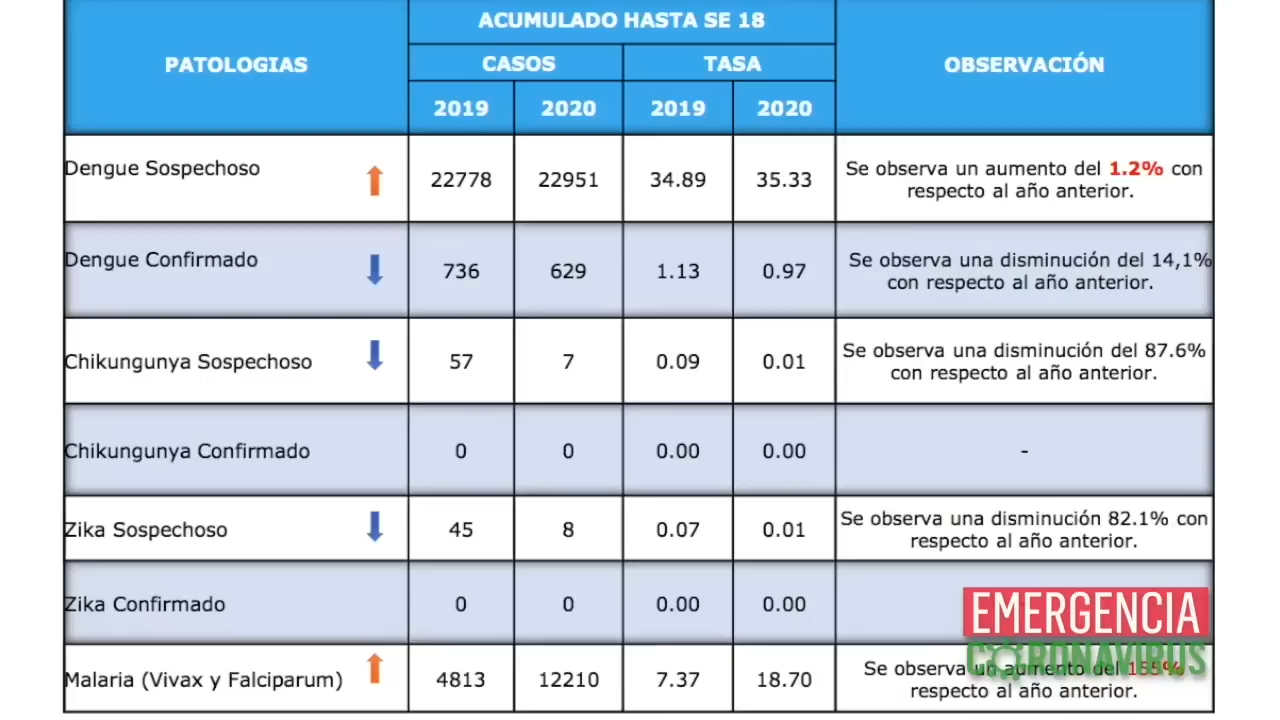 PATOLOGIAS
ACUMULADO HASTA SE 18
OBSERVACIÓN
CASOS TASA
2019 2020 2019 2020
Dengue Sospechoso 22778 22951 34.89 35.33 Se observa un aumento del 1.2% con
respecto al año anterior.
Dengue Confirmado 736 629 1.13 0.97 Se observa una disminución del 14,1%
con respecto al año anterior.
Chikungunya Sospechoso 57 7 0.09 0.01 Se observa una disminución del 87.6%
con respecto al año anterior.
Chikungunya Confirmado 0 0 0.00 0.00 -
Zika Sospechoso 45 8 0.07 0.01 Se observa una disminución 82.1% con
respecto al año anterior.
Zika Confirmado 0 0 0.00 0.00
EMERGENCIA
CORONAVIRUS
Malaria (Vivax y Falciparum) 4813 12210 7.37 18.70 Se observa un aumento del
respecto al año anterior.